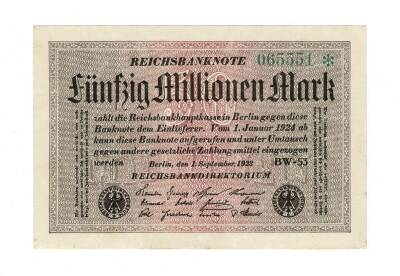 REICHSBANKNOTE 065551 *
Fünfzig Millionen Mark
zahlt die Reichsbankhauptkasse in Berlin gegen diese
Banknote dem Einlieferer. Vom 1. Januar 1924 ab
kann diese Banknote aufgerufen und unter Umtausch
gegen andere gesetzliche Zahlungsmittel eingezogen
werden Berlin, den 1. September 1923 BW-53
REICHSBANKDIREKTORIUM